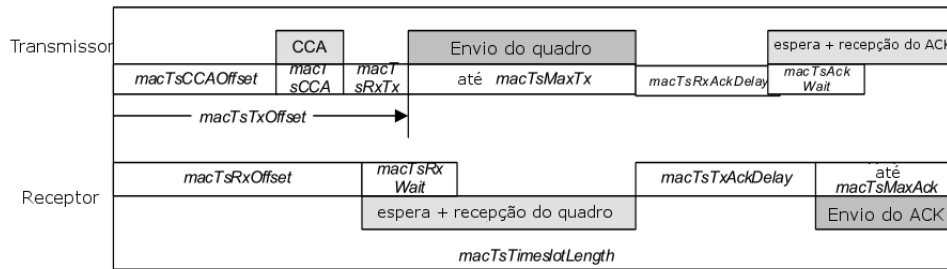 Transmissor
CCA
Envio do quadro
espera + recepção do ACK
macTsCCAOffset
macT
sCCA
macT
sRxTx
até macTsMaxTx
macTsRxAckDelay
macTsAck
Wait
macTsTxOffset
Receptor
macTsRxOffset
macTsRx
Wait
macTsTxAckDelay
até
macTsMaxAck
espera + recepção do quadro
Envio do ACK
macTsTimeslotLength